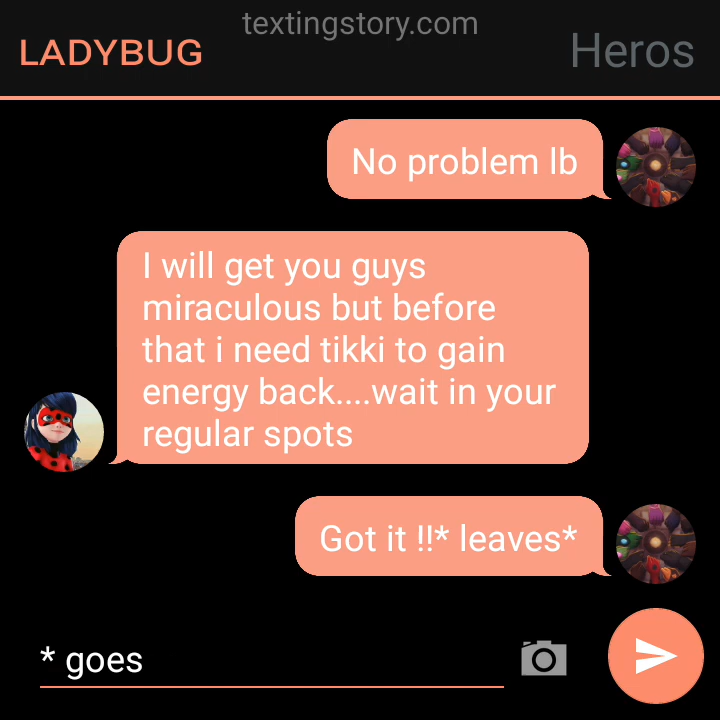 textingstory.com
LADYBUG
Heros
No problem lb
I will get you guys
miraculous but before
that i need tikki to gain
energy back....wait in your
regular spots
Got it !!* leaves*
* goes